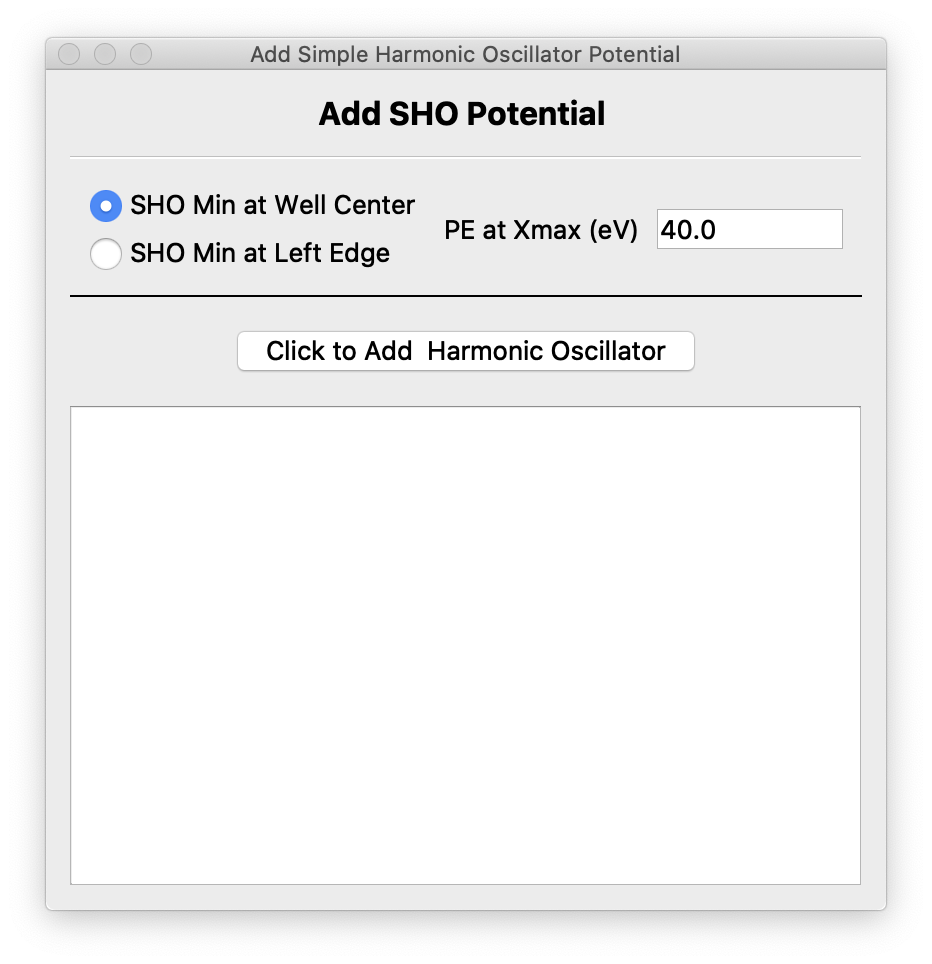 Add Simple Harmonic Oscillator Potential
Add SHO Potential
SHO Min at Well Center
SHO Min at Left Edge
PE at Xmax (eV) 40.0
Click to Add  Harmonic Oscillator